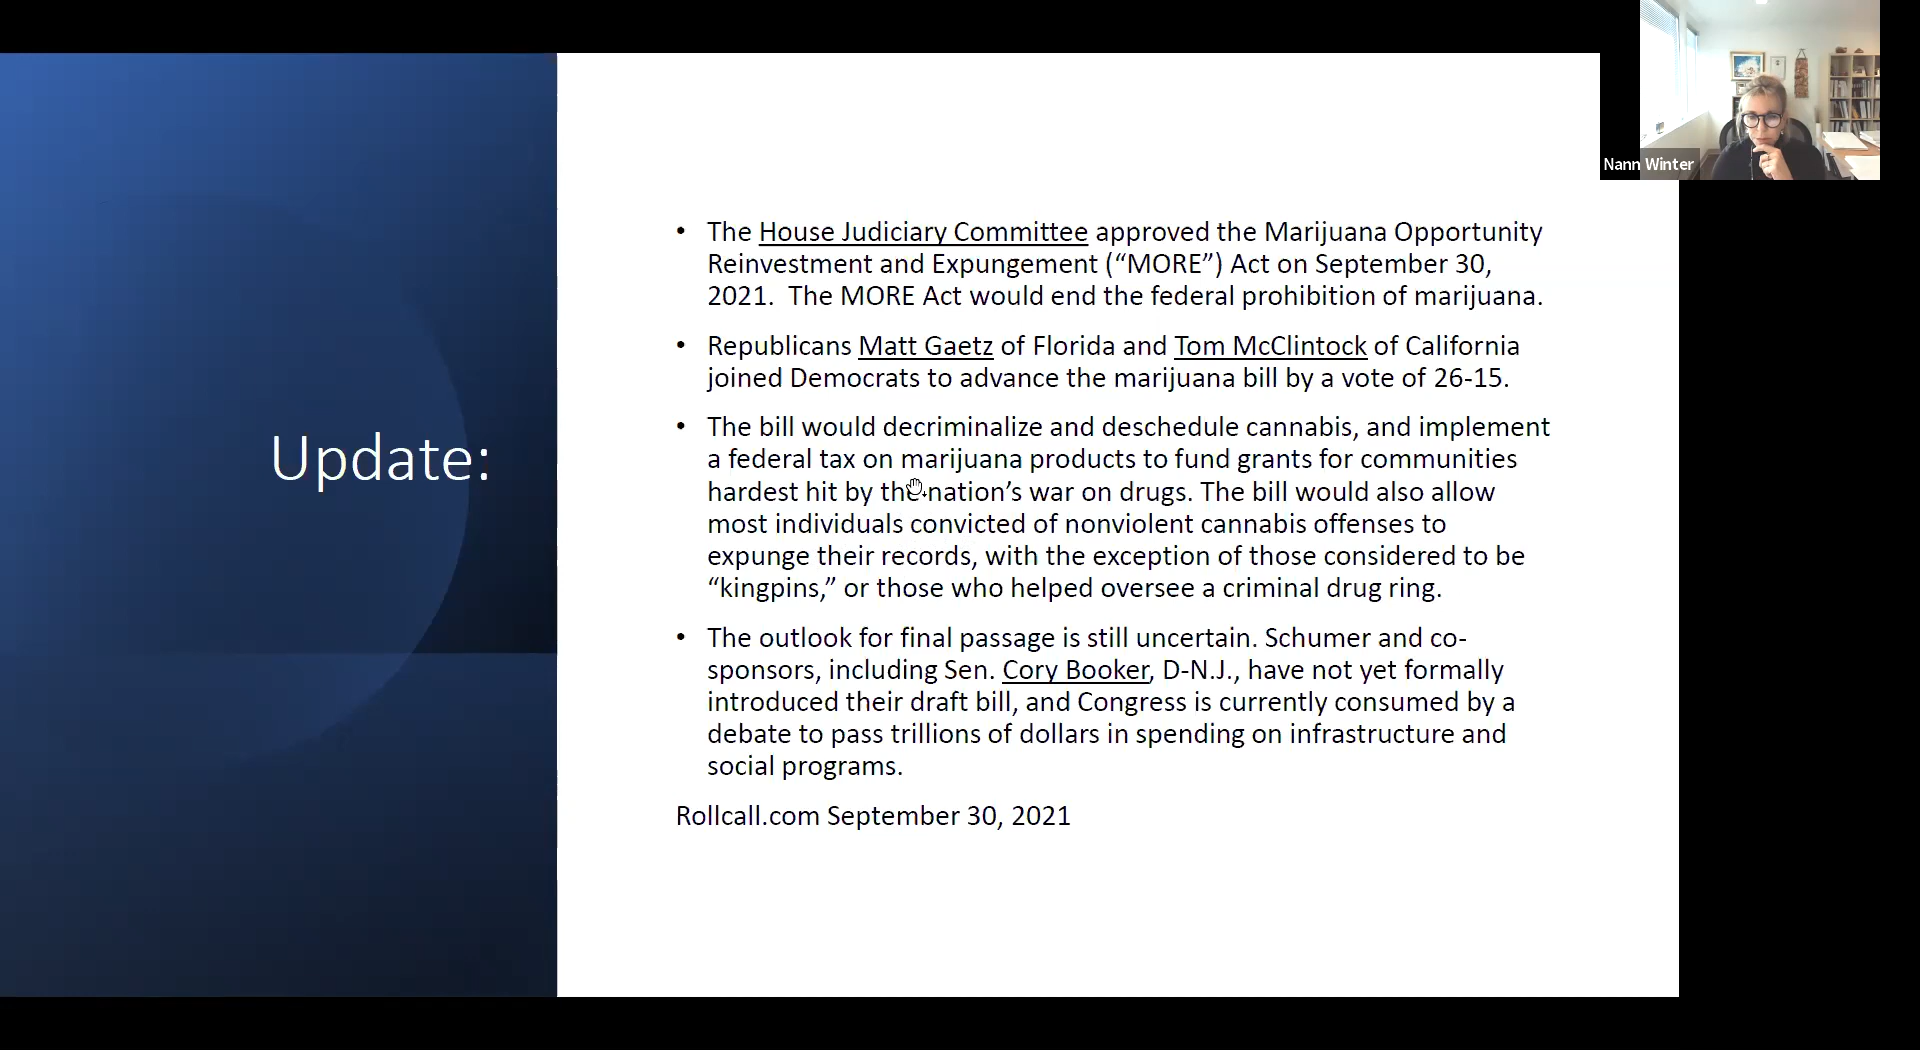 Nann Winter
Update:
• The House Judiciary Committee approved the Marijuana Opportunity
Reinvestment and Expungement (“MORE”) Act on September 30,
2021.  The MORE Act would end the federal prohibition of marijuana.
• Republicans Matt Gaetz of Florida and Tom McClintock of California
joined Democrats to advance the marijuana bill by a vote of 26-15.
• The bill would decriminalize and deschedule cannabis, and implement
a federal tax on marijuana products to fund grants for communities
hardest hit by the nation’s war on drugs. The bill would also allow
most individuals convicted of nonviolent cannabis offenses to
expunge their records, with the exception of those considered to be
“kingpins,” or those who helped oversee a criminal drug ring.
• The outlook for final passage is still uncertain. Schumer and co-
sponsors, including Sen. Cory Booker, D-N.J., have not yet formally
introduced their draft bill, and Congress is currently consumed by a
debate to pass trillions of dollars in spending on infrastructure and
social programs.
Rollcall.com September 30, 2021